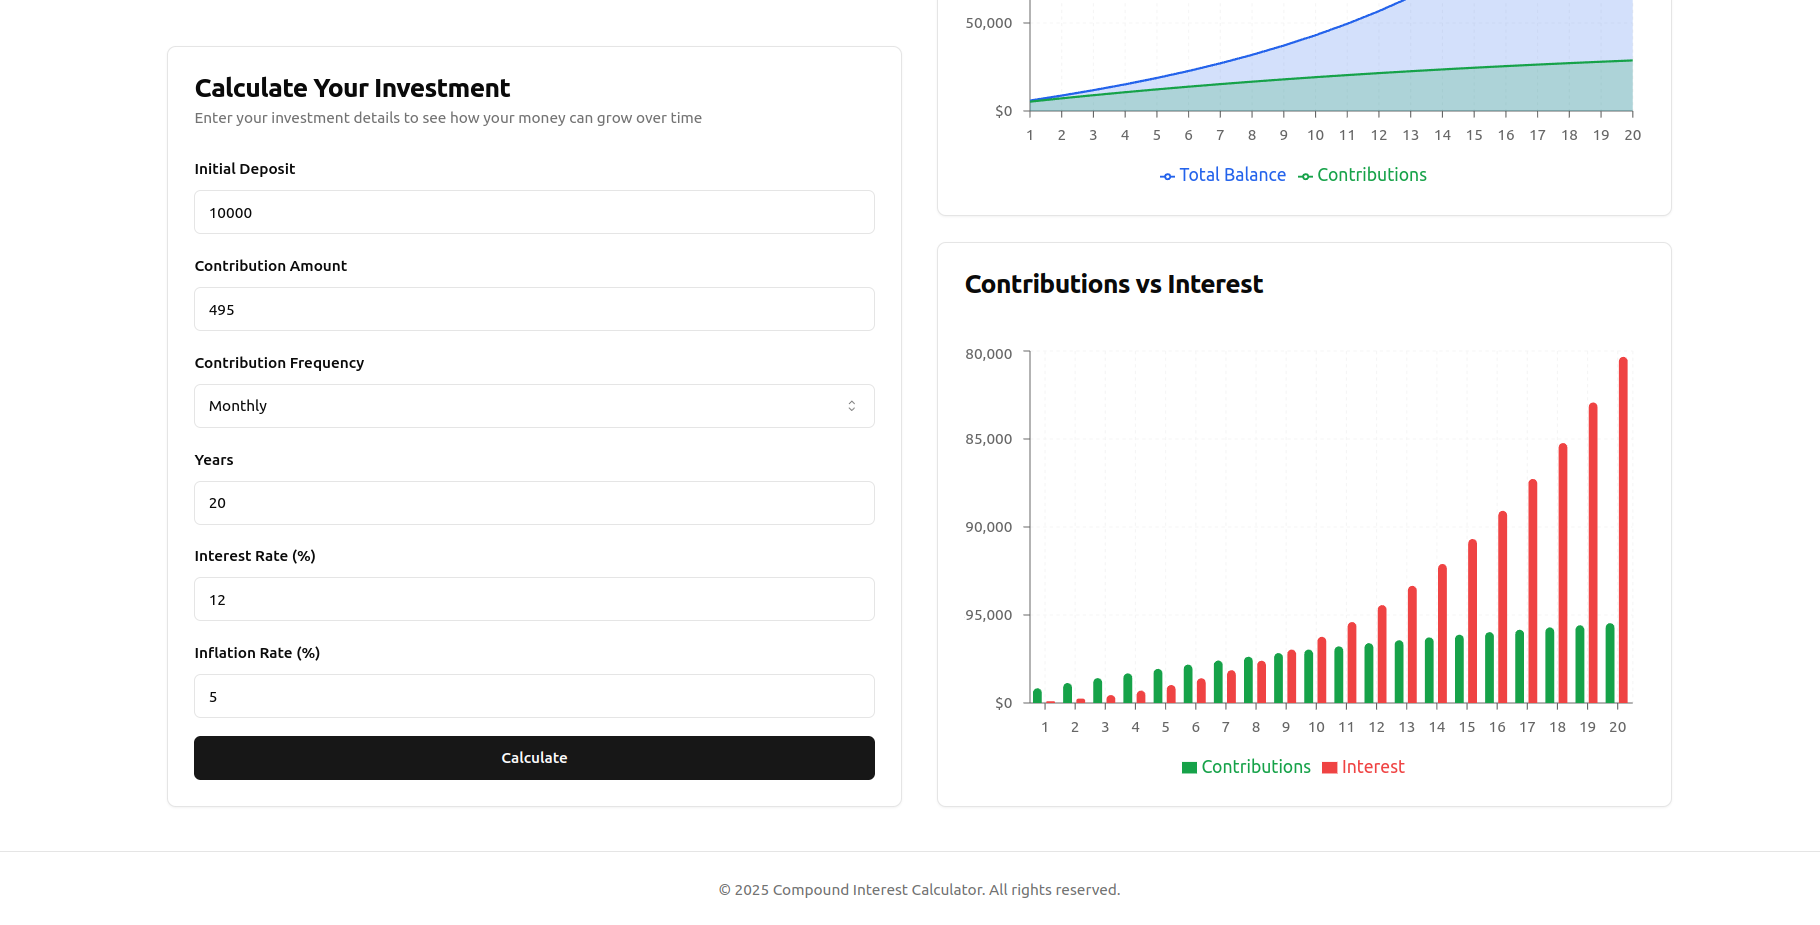 Calculate Your Investment
Enter your investment details to see how your money can grow over time
Initial Deposit
10000
Contribution Amount
495
Contribution Frequency
Monthly
Years
20
Interest Rate (%)
12
Inflation Rate (%)
5
Calculate
50,000
$0
1 2 3 4 5 6 7 8 9 10 11 12 13 14 15 16 17 18 19 20
Total Balance Contributions
Contributions vs Interest
80,000
85,000
90,000
95,000
$0
1 2 3 4 5 6 7 8 9 10 11 12 13 14 15 16 17 18 19 20
Contributions Interest
© 2025 Compound Interest Calculator. All rights reserved.